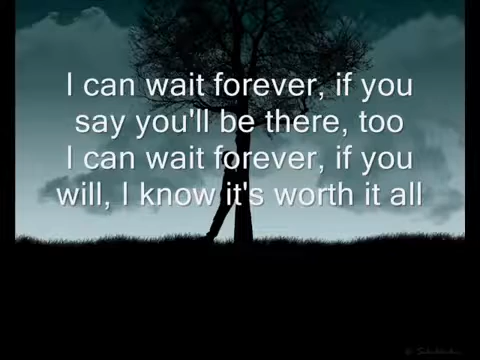 I can wait forever, if you
say you'll be there, too
I can wait forever, if you
will, I know it's worth it all